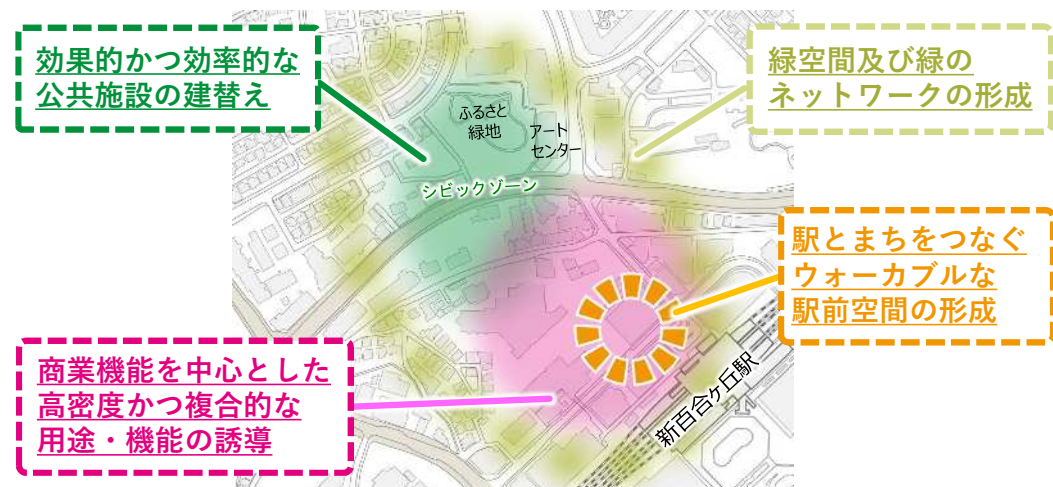 効果的かつ効率的な
公共施設の建替え
緑空間及び緑の
ネットワークの形成
ふるさと
緑地
アート
センター
シビックゾーン
駅とまちをつなぐ
ウォーカブルな
駅前空間の形成
商業機能を中心とした
高密度かつ複合的な
用途・機能の誘導
新百合ヶ丘駅